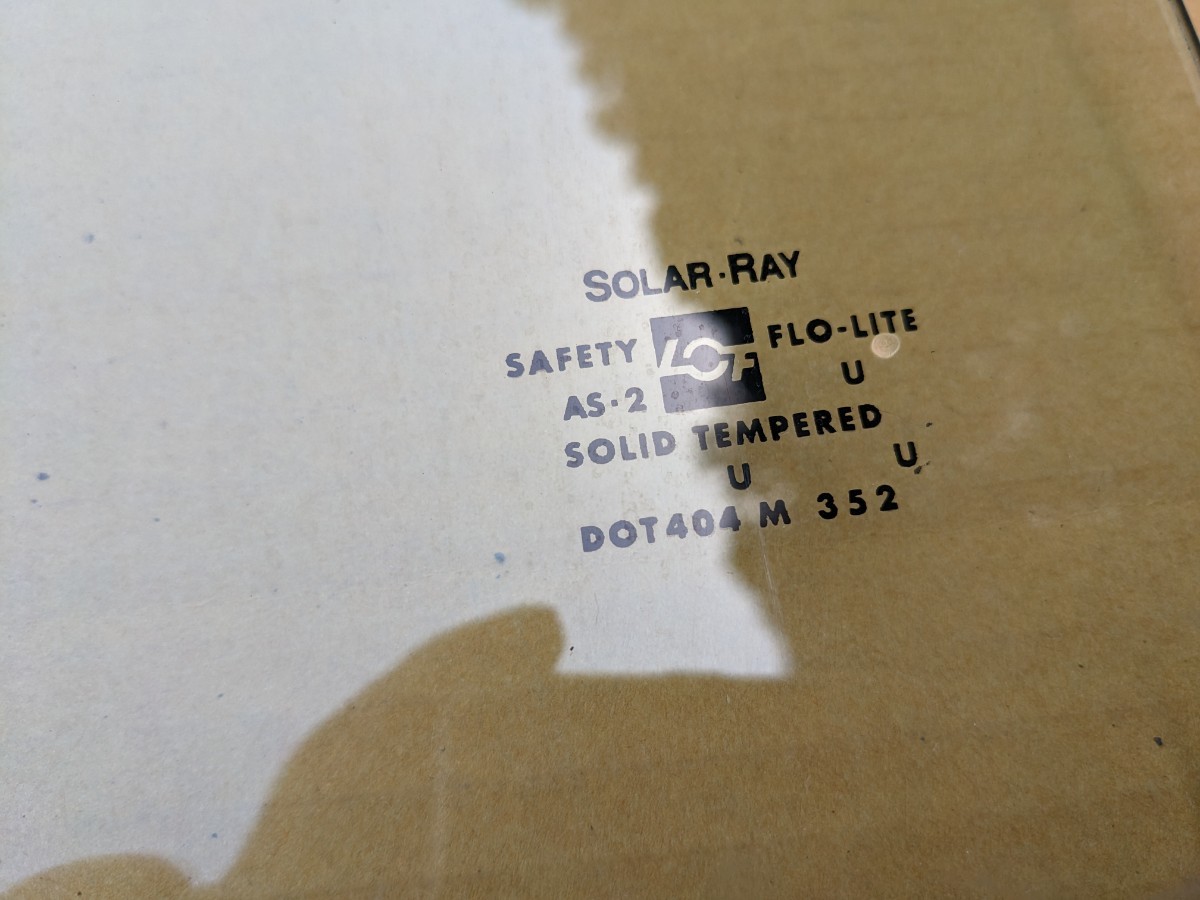 SOLAR·RAY
SAFETY LOF FLO-LITE
AS·2 U
SOLID TEMPERED
U U
DOT404 M 352